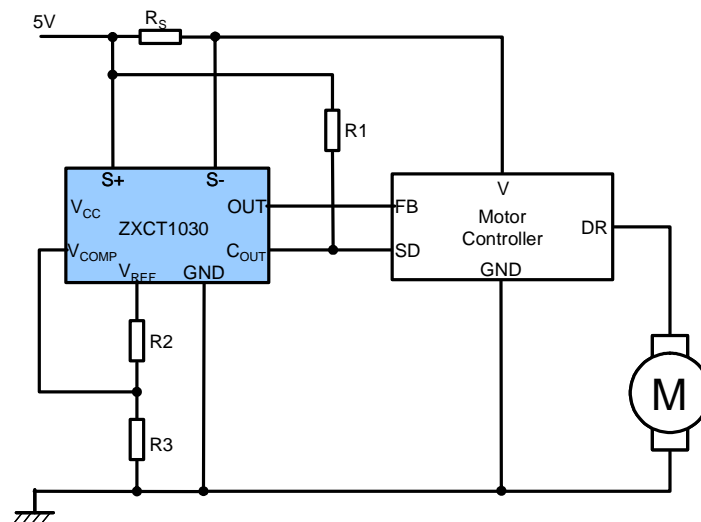 5V
RS
R1
S+
S-
VCC
ZXCT1030
OUT
VCOMP
COUT
VREF
GND
R2
R3
V
FB
Motor
Controller
DR
SD
GND
M